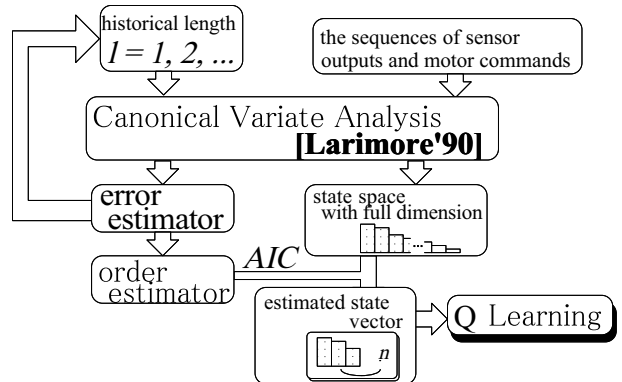 historical length
l = 1, 2, ...
the sequences of sensor
outputs and motor commands
Canonical Variate Analysis
[Larimore'90]
error
estimator
state space
with full dimension
...
order
estimator
AIC
estimated state
vector
n
Q Learning